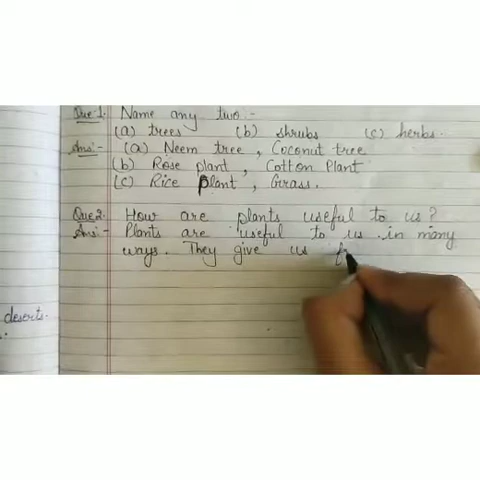 Que-1. Name any two :-
(a) trees (b) shrubs (c) herbs.
Ans:- (a) Neem tree, Coconut tree
(b) Rose plant, Cotton Plant
(c) Rice Plant, Grass.
Que2. How are plants useful to us?
Ans:- Plants are useful to us in many
ways. They give us
deserts.